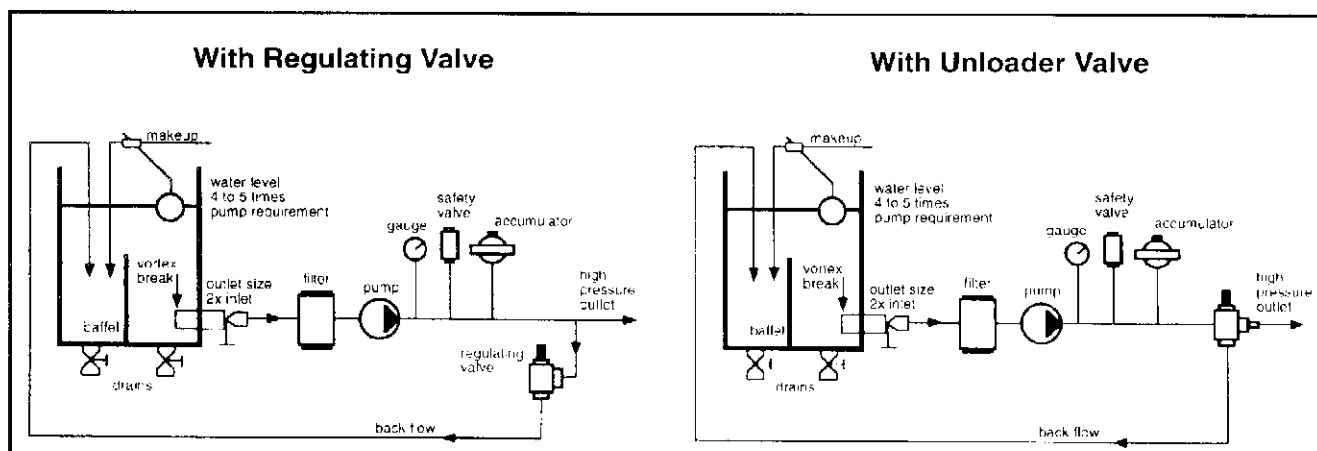 With Regulating Valve
makeup
water level
4 to 5 times
pump requirement
safety
valve
gauge
accumulator
vortex
break
outlet size
2x inlet
filter
pump
high
pressure outlet
baffel
regulating
valve
drains
back flow
With Unloader Valve
makeup
water level
4 to 5 times
pump requirement
safety
valve
gauge
accumulator
vortex
break
outlet size
2x inlet
filter
pump
high
pressure
outlet
baffel
drains
back flow